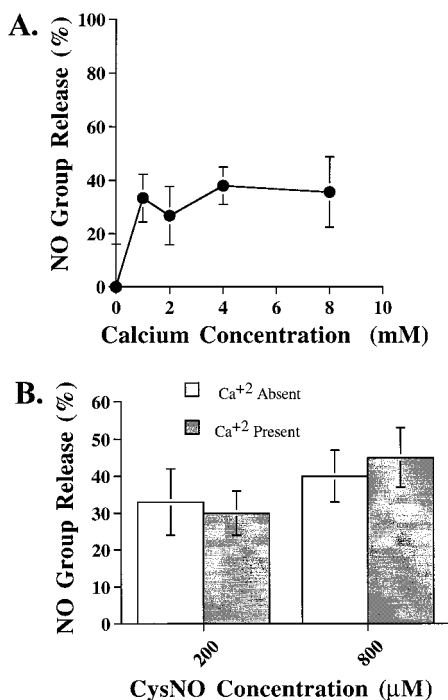 A.
NO Group Release (%)
100
80
60
40
20
0
0 2 4 6 8 10
Calcium Concentration (mM)
B.
Ca+2 Absent
Ca+2 Present
NO Group Release (%)
60
50
40
30
20
10
0
200 800
CysNO Concentration (μM)